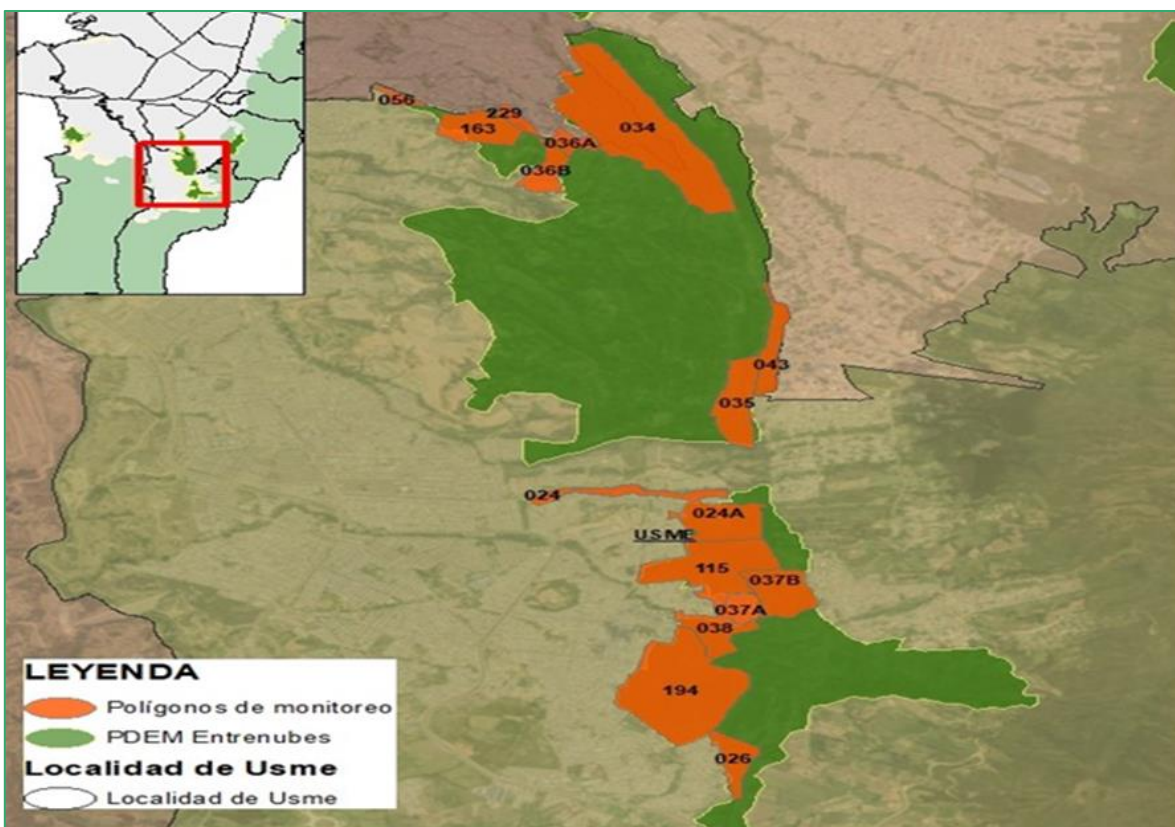 056
229
163
034
036A
036B
043
035
024
024A
USME
115
037B
037A
038
194
026
LEYENDA
Polígonos de monitoreo
PDEM Entrenubes
Localidad de Usme
Localidad de Usme